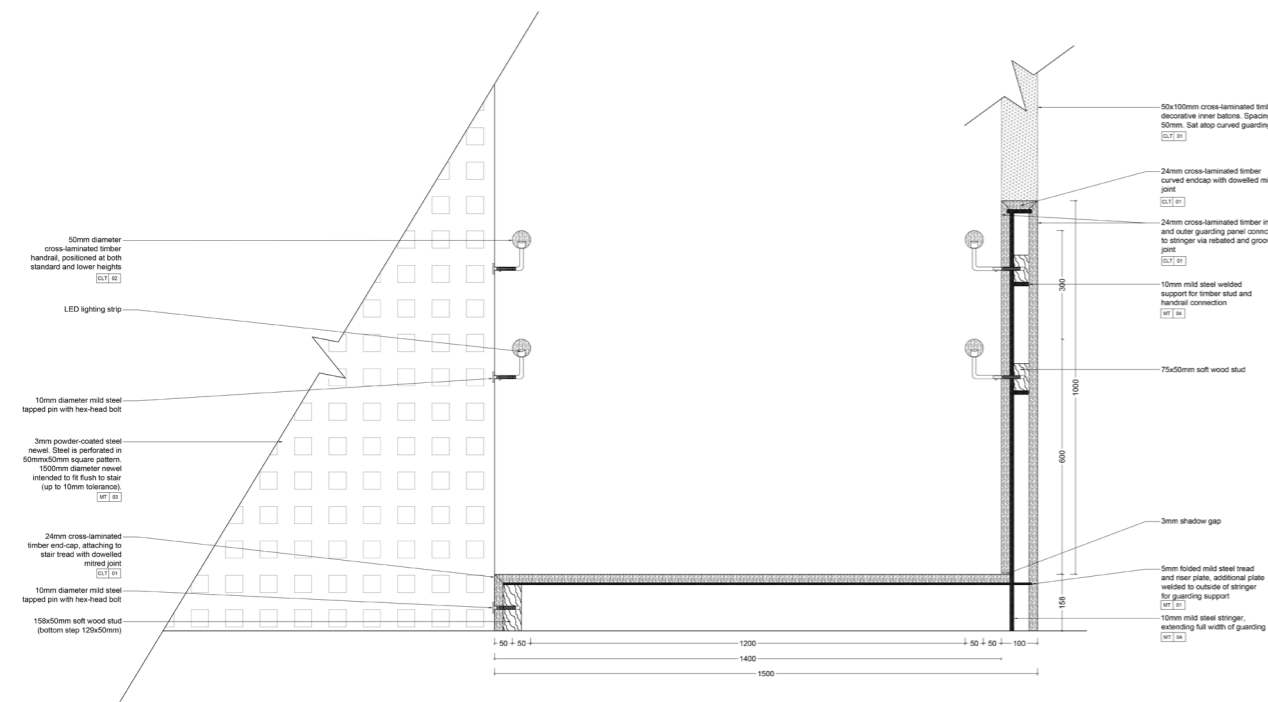 50mm diameter
cross-laminated timber
handrail, positioned at both
standard and lower heights
CLT 02
LED lighting strip
10mm diameter mild steel
tapped pin with hex-head bolt
3mm powder-coated steel
newel. Steel is perforated in
50mmx50mm square pattern.
1500mm diameter newel
intended to fit flush to stair
(up to 10mm tolerance).
MT 03
24mm cross-laminated
timber end-cap, attaching to
stair tread with dowelled
mitred joint
CLT 01
10mm diameter mild steel
tapped pin with hex-head bolt
158x50mm soft wood stud
(bottom step 129x50mm)
50 50 1200 50 50 100
1400
1500
300
600
1000
158
50x100mm cross-laminated
decorative inner batons.
50mm. Sat atop curved
CLT 01
24mm cross-laminated timber
curved endcap with dowelled
joint
CLT 01
24mm cross-laminated timber
and outer guarding panel
to stringer via rebated and
joint
CLT 01
10mm mild steel welded
support for timber stud and
handrail connection
MT 04
75x50mm soft wood stud
3mm shadow gap
5mm folded mild steel tread
and riser plate, additional plate
welded to outside of stringer
for guarding support
MT 01
10mm mild steel stringer,
extending full width of guarding
MT 04